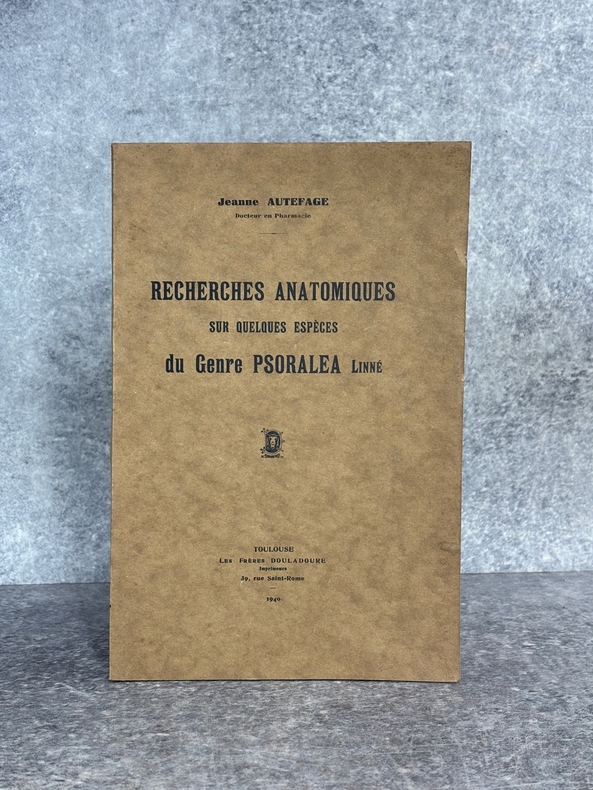 Jeanne AUTEFAGE
Docteur en Pharmacie
RECHERCHES ANATOMIQUES
SUR QUELQUES ESPÈCES
du Genre PSORALEA LINNÉ
TOULOUSE
LES FRÈRES DOULADOURE
Imprimeurs
39, rue Saint-Rome
1940